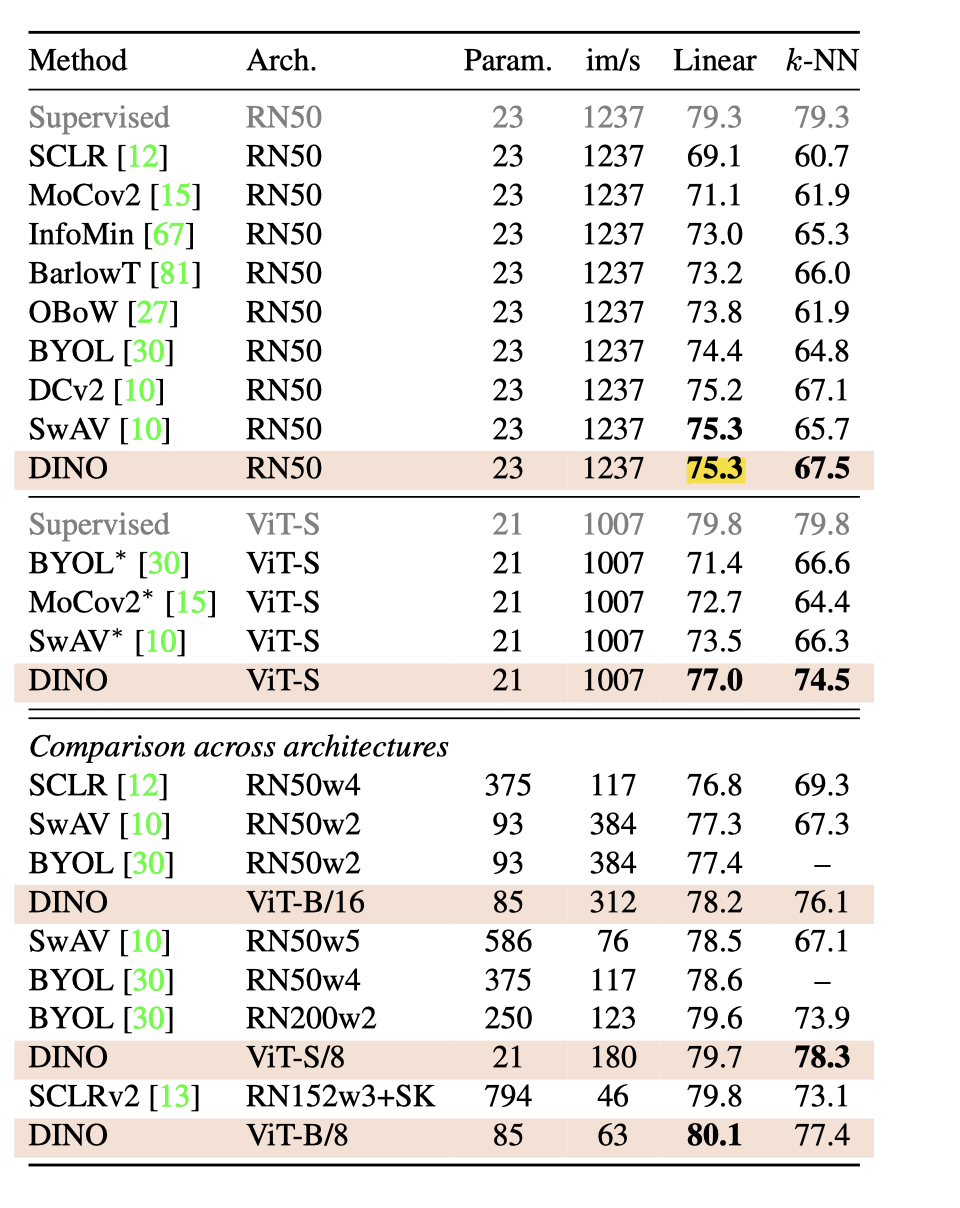 Method Arch. Param. im/s Linear k-NN
Supervised RN50 23 1237 79.3 79.3
SCLR [12] RN50 23 1237 69.1 60.7
MoCov2 [15] RN50 23 1237 71.1 61.9
InfoMin [67] RN50 23 1237 73.0 65.3
BarlowT [81] RN50 23 1237 73.2 66.0
OBoW [27] RN50 23 1237 73.8 61.9
BYOL [30] RN50 23 1237 74.4 64.8
DCv2 [10] RN50 23 1237 75.2 67.1
SwAV [10] RN50 23 1237 75.3 65.7
DINO RN50 23 1237 75.3 67.5
Supervised ViT-S 21 1007 79.8 79.8
BYOL* [30] ViT-S 21 1007 71.4 66.6
MoCov2* [15] ViT-S 21 1007 72.7 64.4
SwAV* [10] ViT-S 21 1007 73.5 66.3
DINO ViT-S 21 1007 77.0 74.5
Comparison across architectures
SCLR [12] RN50w4 375 117 76.8 69.3
SwAV [10] RN50w2 93 384 77.3 67.3
BYOL [30] RN50w2 93 384 77.4 –
DINO ViT-B/16 85 312 78.2 76.1
SwAV [10] RN50w5 586 76 78.5 67.1
BYOL [30] RN50w4 375 117 78.6 –
BYOL [30] RN200w2 250 123 79.6 73.9
DINO ViT-S/8 21 180 79.7 78.3
SCLRv2 [13] RN152w3+SK 794 46 79.8 73.1
DINO ViT-B/8 85 63 80.1 77.4